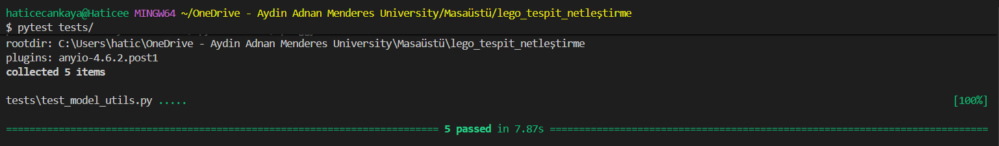 haticecankaya@Haticee MINGW64 ~/OneDrive - Aydin Adnan Menderes University/Masaüstü/lego_tespit_netleştirme
$ pytest tests/
rootdir: C:\Users\hatic\OneDrive - Aydin Adnan Menderes University\Masaüstü\lego_tespit_netleştirme
plugins: anyio-4.6.2.post1
collected 5 items
tests\test_model_utils.py ..... [100%]
=========================================================================== 5 passed in 7.87s ===========================================================================